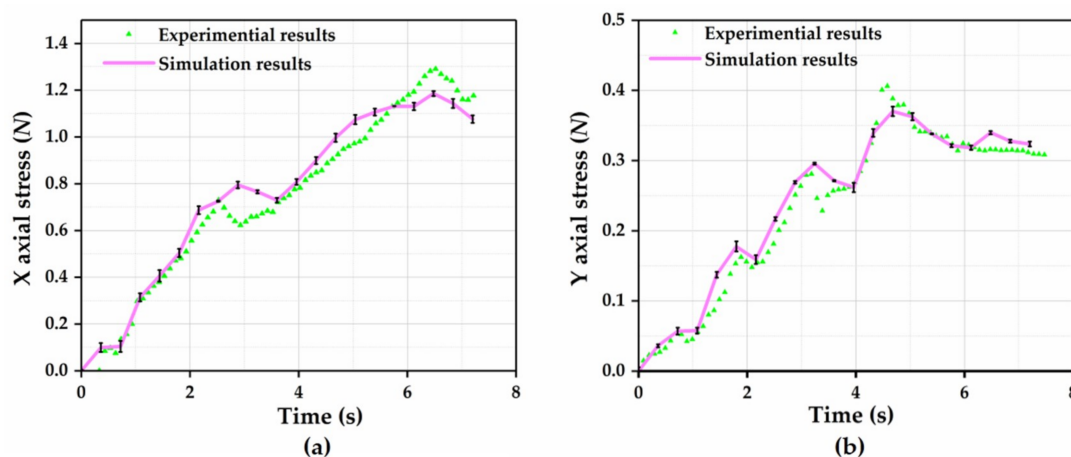 Experimential results
Simulation results
X axial stress (N)
1.4
1.2
1.0
0.8
0.6
0.4
0.2
0.0
0 2 4 6 8
Time (s)
(a)
Experimential results
Simulation results
Y axial stress (N)
0.5
0.4
0.3
0.2
0.1
0.0
0 2 4 6 8
Time (s)
(b)